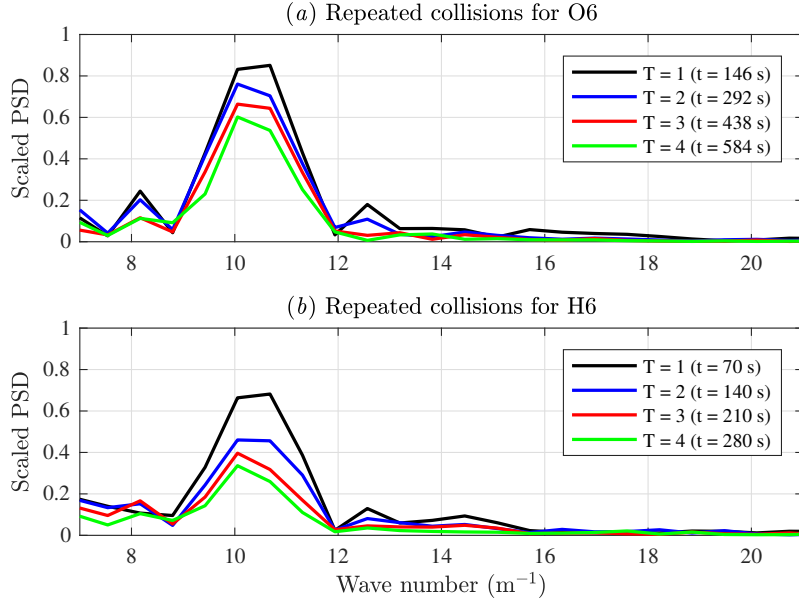 (a) Repeated collisions for O6
1
0.8
0.6
0.4
0.2
0
Scaled PSD
T = 1 (t = 146 s)
T = 2 (t = 292 s)
T = 3 (t = 438 s)
T = 4 (t = 584 s)
8 10 12 14 16 18 20
(b) Repeated collisions for H6
1
0.8
0.6
0.4
0.2
0
Scaled PSD
T = 1 (t = 70 s)
T = 2 (t = 140 s)
T = 3 (t = 210 s)
T = 4 (t = 280 s)
8 10 12 14 16 18 20
Wave number (m⁻¹)